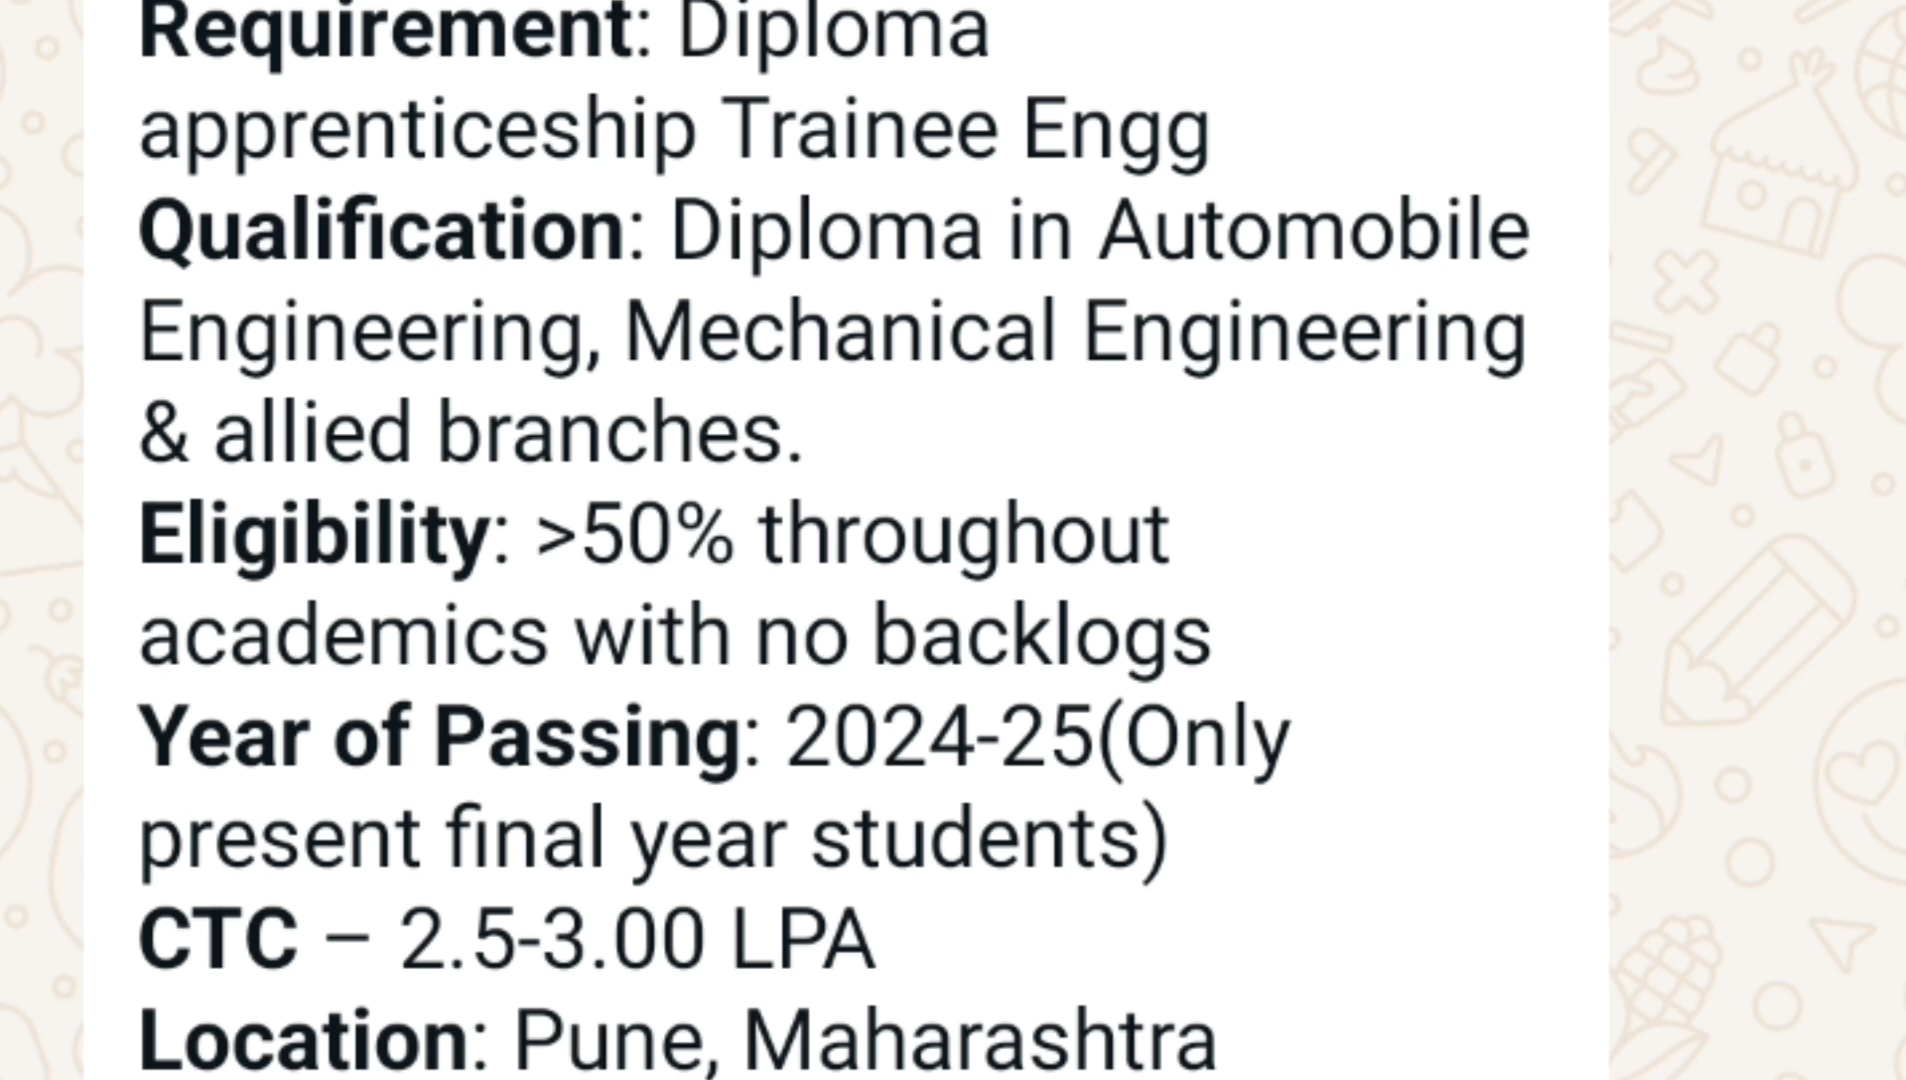 Requirement: Diploma
apprenticeship Trainee Engg
Qualification: Diploma in Automobile
Engineering, Mechanical Engineering
& allied branches.
Eligibility: >50% throughout
academics with no backlogs
Year of Passing: 2024-25(Only
present final year students)
CTC – 2.5-3.00 LPA
Location: Pune, Maharashtra